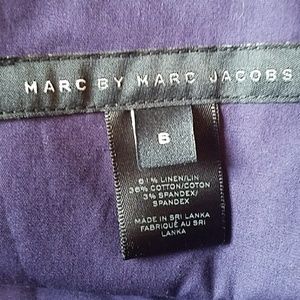 MARC BY MARC JACOBS
6
61% LINEN/LIN
36% COTTON/COTON
3% SPANDEX/
SPANDEX
MADE IN SRI LANKA
FABRIQUÉ AU SRI
LANKA